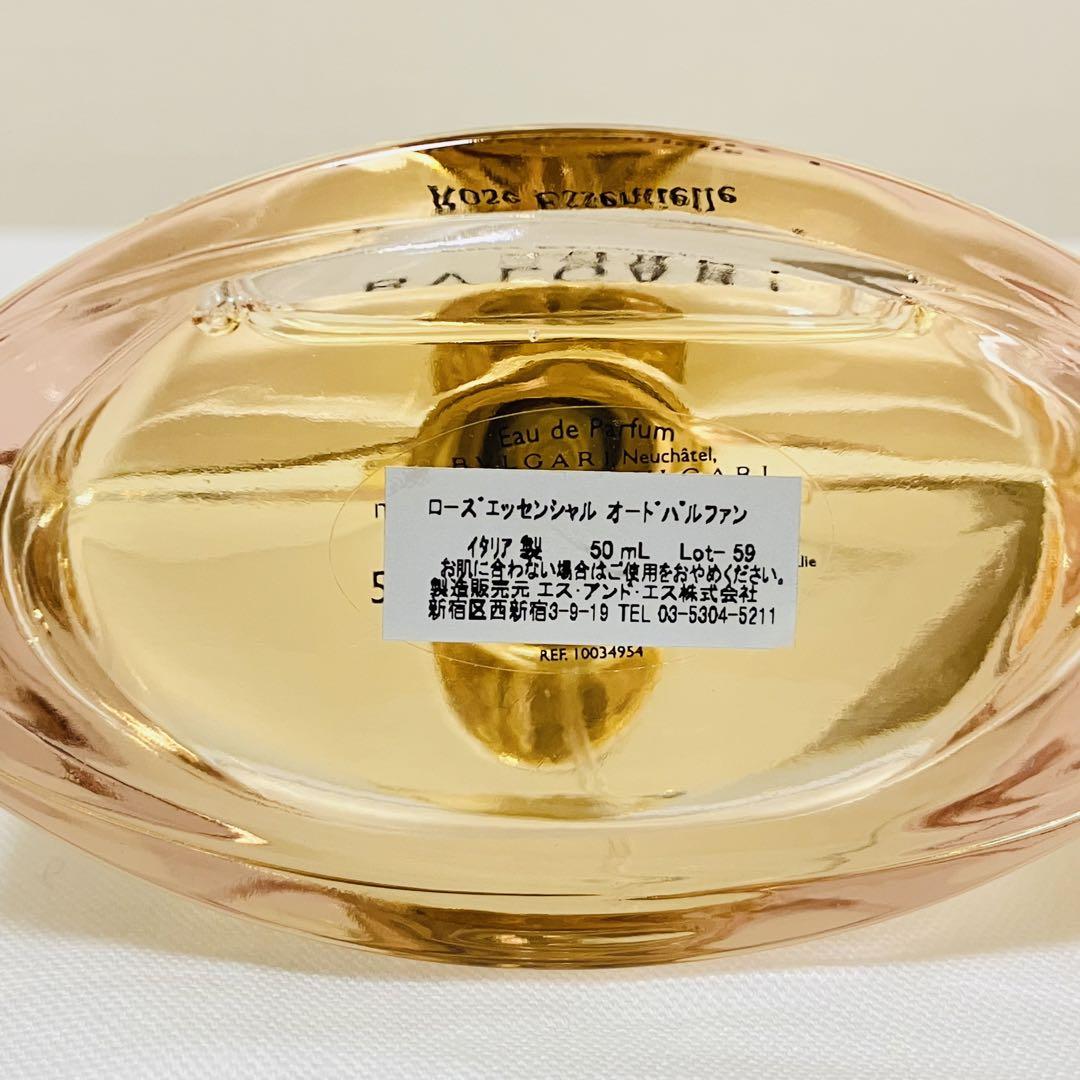 Rose Essentielle
BVLGARI
Eau de Parfum
BVLGARI Neuchâtel,
ローズエッセンシャル オードパルファン
イタリア 製 50 mL Lot- 59
お肌に合わない場合はご使用をおやめください。
製造販売元 エス・アンド・エス株式会社
新宿区西新宿3-9-19 TEL 03-5304-5211
REF. 10034954